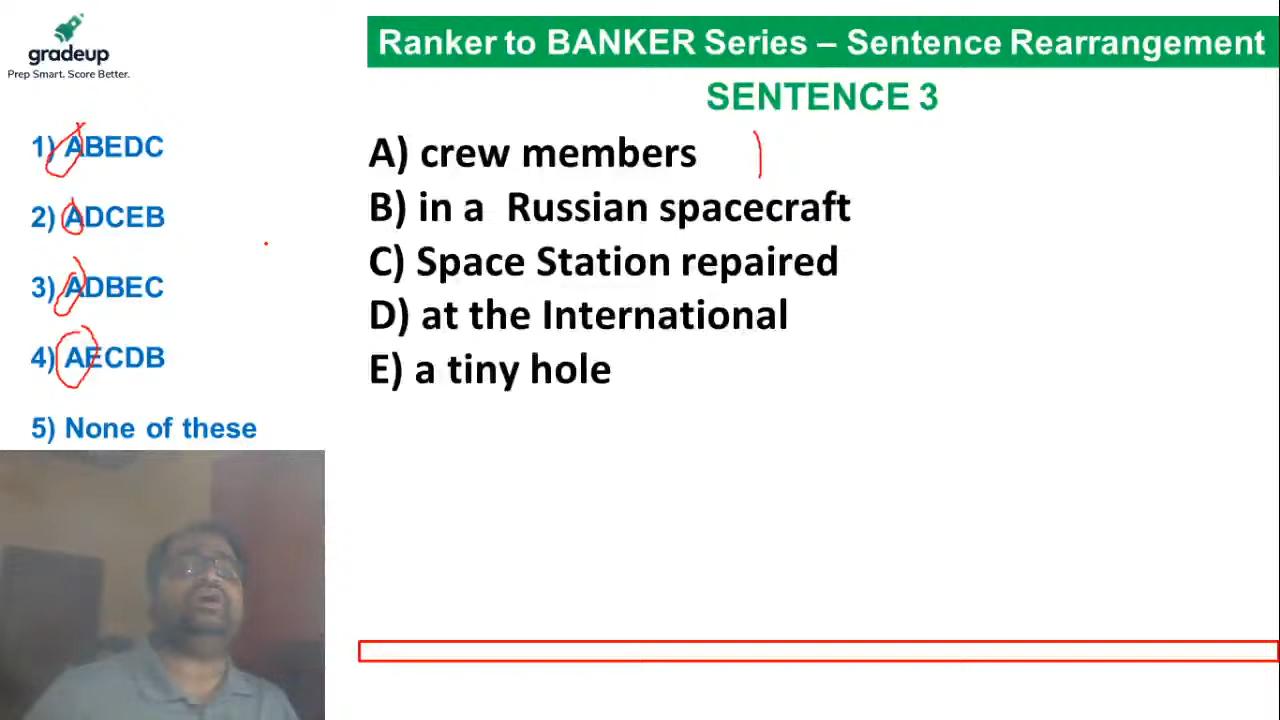 gradeup
Prep Smart. Score Better.
Ranker to BANKER Series – Sentence Rearrangement
SENTENCE 3
1) ABEDC
2) ADCEB
3) ADBEC
4) AECDB
5) None of these
A) crew members
B) in a  Russian spacecraft
C) Space Station repaired
D) at the International
E) a tiny hole